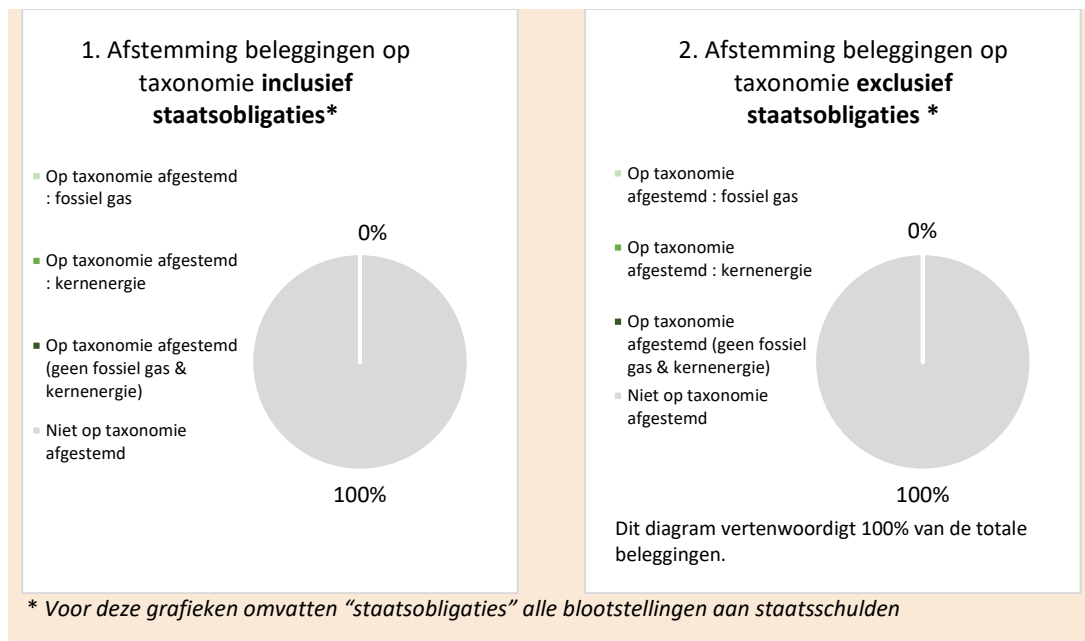 1. Afstemming beleggingen op
taxonomie inclusief
staatsobligaties*
Op taxonomie afgestemd
: fossiel gas
Op taxonomie afgestemd
: kernenergie
Op taxonomie afgestemd
(geen fossiel gas &
kernenergie)
Niet op taxonomie
afgestemd
0%
100%
2. Afstemming beleggingen op
taxonomie exclusief
staatsobligaties *
Op taxonomie
afgestemd : fossiel gas
Op taxonomie
afgestemd : kernenergie
Op taxonomie
afgestemd (geen fossiel
gas & kernenergie)
Niet op taxonomie
afgestemd
0%
100%
Dit diagram vertenwoordigt 100% van de totale
beleggingen.
* Voor deze grafieken omvatten “staatsobligaties” alle blootstellingen aan staatsschulden